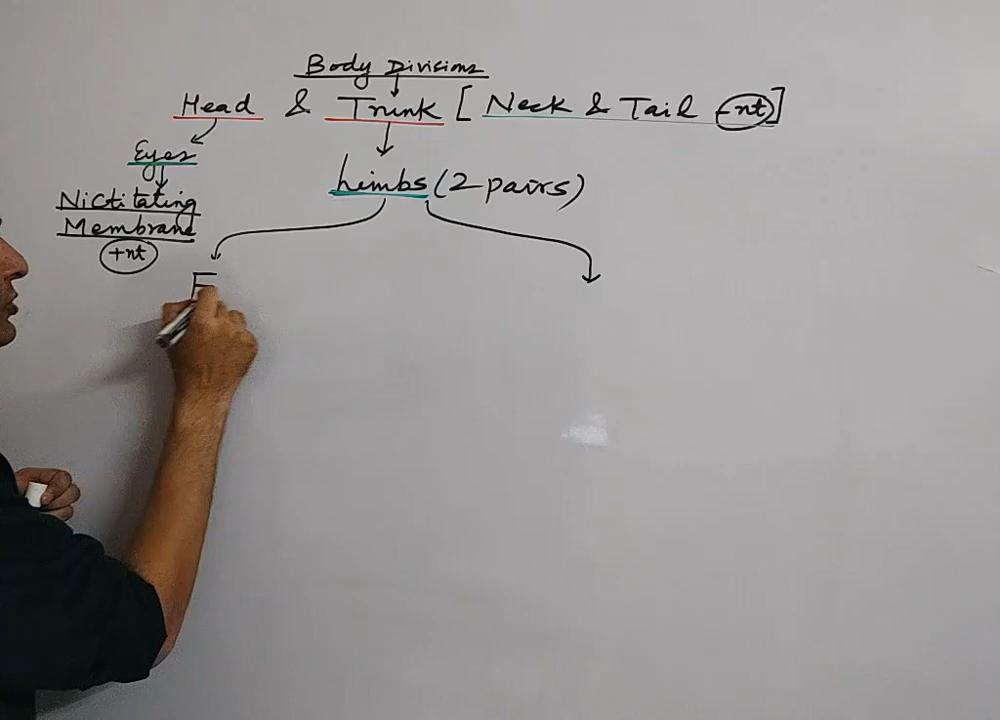 Body Divisions
Head & Trunk [Neck & Tail -nt]
Eyes
Limbs (2 pairs)
Nictitating
Membrane
+nt
F